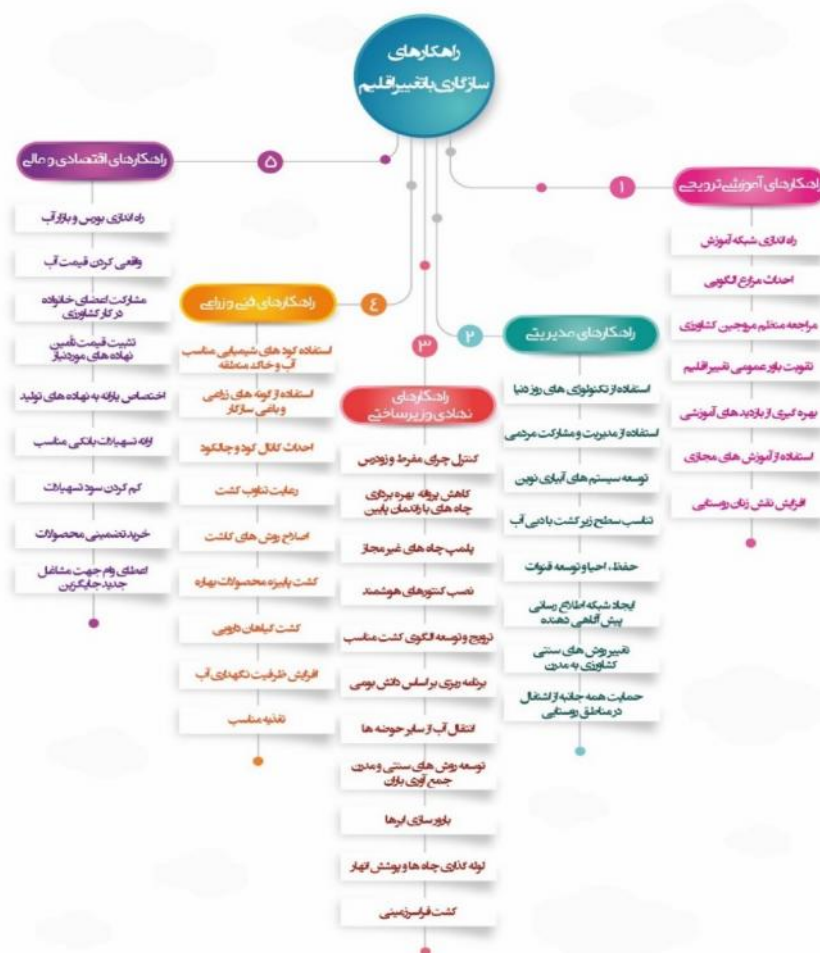 راهکارهای
سازگاری با تغییر اقلیم
۱
راهکارهای آموزشی ترویجی
راه اندازی شبکه آموزش
احداث مزارع الگویی
مراجعه منظم مروجین کشاورزی
تقویت باور عمومی تغییر اقلیم
بهره گیری از بازدید های آموزشی
استفاده از آموزش های مجازی
افزایش نقش زنان روستایی
۲
راهکارهای مدیریتی
استفاده از تکنولوژی های روز دنیا
استفاده از مدیریت و مشارکت مردمی
توسعه سیستم های آبیاری نوین
تناسب سطح زیر کشت با دبی آب
حفظ، احیا و توسعه قنوات
ایجاد شبکه اطلاع رسانی
پیش آگاهی دهنده
تغییر روش های سنتی
کشاورزی به مدرن
حمایت همه جانبه از اشتغال
در مناطق روستایی
۳
راهکارهای
نهادی و زیرساختی
کنترل چرای مفرط و زودرس
کاهش پروانه بهره برداری
چاه های با راندمان پایین
پلمپ چاه های غیر مجاز
نصب کنتورهای هوشمند
ترویج و توسعه الگوی کشت مناسب
برنامه ریزی بر اساس دانش بومی
انتقال آب از سایر حوضه ها
توسعه روش های سنتی و مدرن
جمع آوری باران
بارور سازی ابرها
لوله گذاری چاه ها و پوشش انهار
کشت فراسرزمینی
٤
راهکارهای فنی و زراعی
استفاده کود های شیمیایی مناسب
آب و خاک منطقه
استفاده از گونه های زراعی
و باغی سازگار
احداث کانال کود و چالکود
رعایت تناوب کشت
اصلاح روش های کاشت
کشت پاییزه محصولات بهاره
کشت گیاهان دارویی
افزایش ظرفیت نگهداری آب
تغذیه مناسب
۵
راهکارهای اقتصادی و مالی
راه اندازی بورس و بازار آب
واقعی کردن قیمت آب
مشارکت اعضای خانواده
در کار کشاورزی
تثبیت قیمت تأمین
نهاده های موردنیاز
اختصاص یارانه به نهاده های تولید
ارائه تسهیلات بانکی مناسب
کم کردن سود تسهیلات
خرید تضمینی محصولات
اعطای وام جهت مشاغل
جدید جایگزین